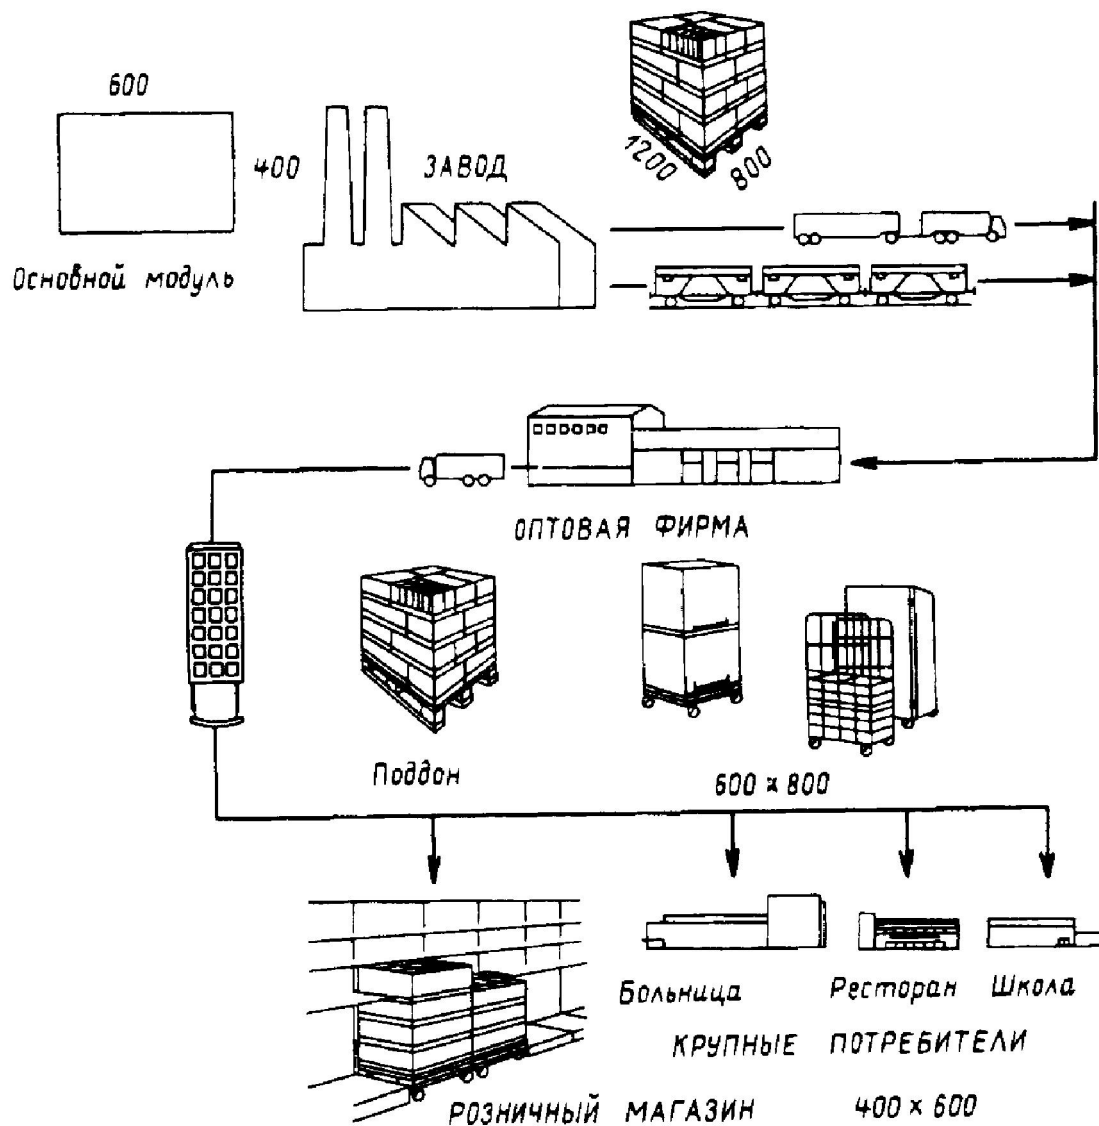 600
400
ЗАВОД
1200
800
Основной модуль
ОПТОВАЯ ФИРМА
Поддон
600 × 800
Больница
Ресторан
Школа
КРУПНЫЕ ПОТРЕБИТЕЛИ
РОЗНИЧНЫЙ МАГАЗИН
400 × 600